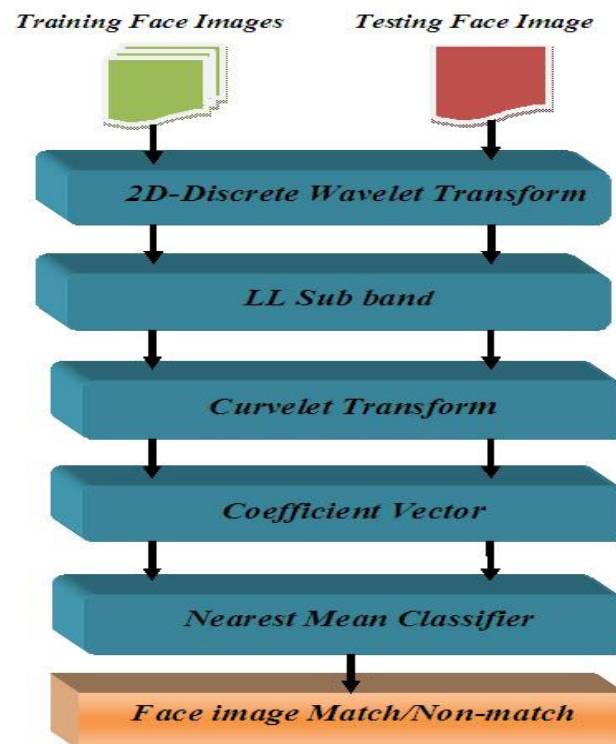 Training Face Images
Testing Face Image
2D-Discrete Wavelet Transform
LL Sub band
Curvelet Transform
Coefficient Vector
Nearest Mean Classifier
Face image Match/Non-match